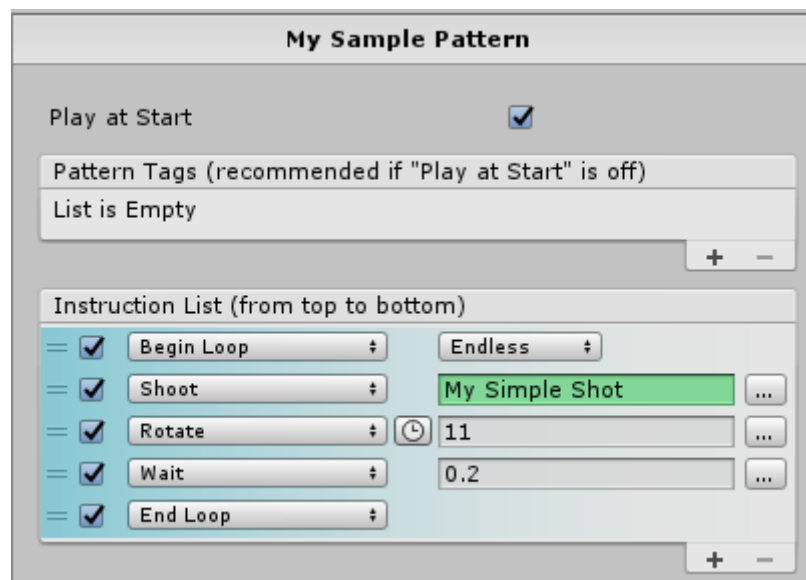 My Sample Pattern
Play at Start
Pattern Tags (recommended if "Play at Start" is off)
List is Empty
+ −
Instruction List (from top to bottom)
Begin Loop Endless
Shoot My Simple Shot ...
Rotate 11 ...
Wait 0.2 ...
End Loop
+ −